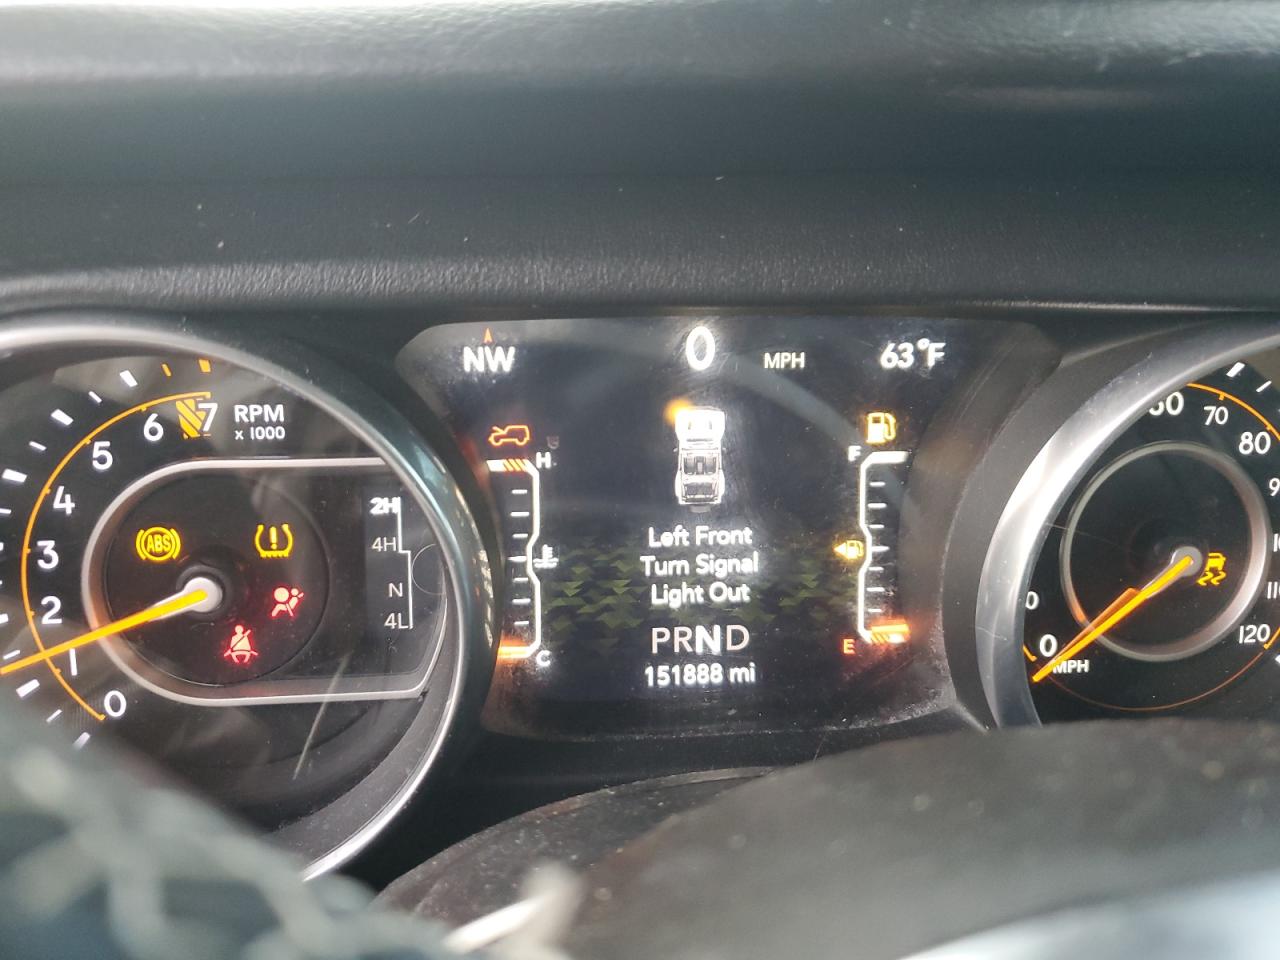 NW
0
MPH
63°F
RPM
x 1000
7
6
5
4
3
2
1
0
ABS
2H
4H
N
4L
H
C
F
E
Left Front
Turn Signal
Light Out
PRND
151888 mi
70
80
120
0
0
MPH